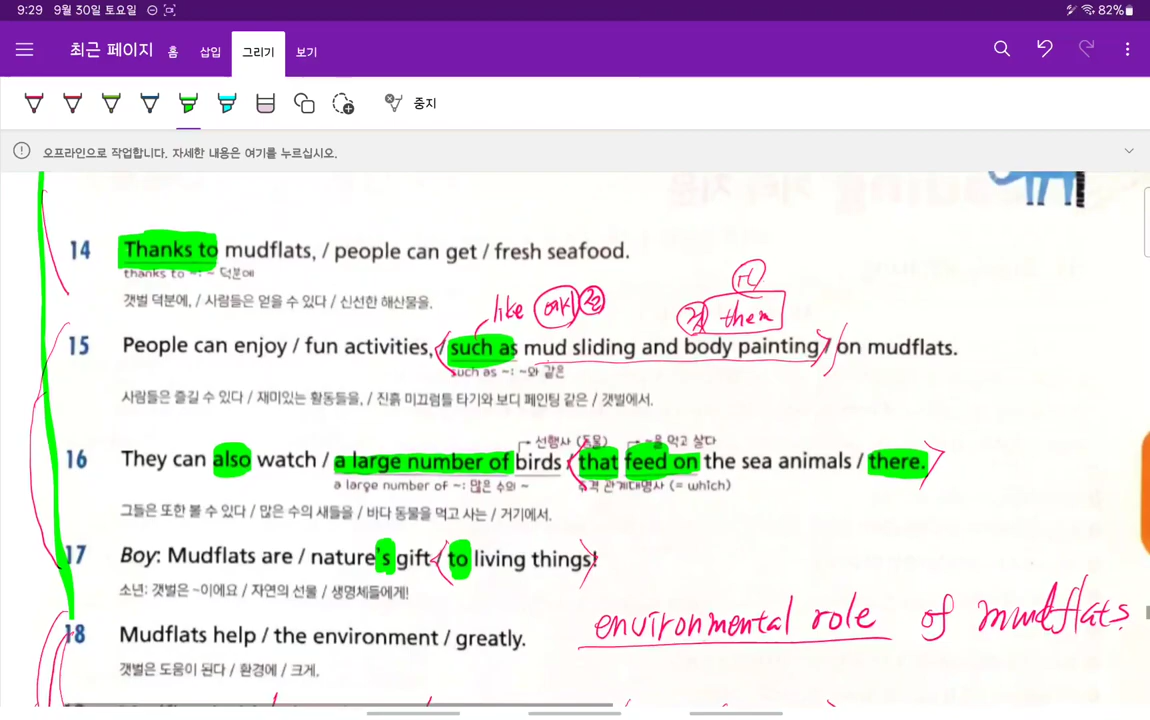 9:29 9월 30일 토요일 82%
최근 페이지 홈 삽입 그리기 보기
중지
오프라인으로 작업합니다. 자세한 내용은 여기를 누르십시오.
14 Thanks to mudflats, / people can get / fresh seafood.
thanks to ~: ~ 덕분에
갯벌 덕분에, / 사람들은 얻을 수 있다 / 신선한 해산물을.
like 예시 전
them
15 People can enjoy / fun activities, / such as mud sliding and body painting / on mudflats.
such as ~: ~와 같은
사람들은 즐길 수 있다 / 재미있는 활동들을, / 진흙 미끄럼틀 타기와 보디 페인팅 같은 / 갯벌에서.
선행사 (동물) ~을 먹고 살다
16 They can also watch / a large number of birds / that feed on the sea animals / there.
a large number of ~: 많은 수의 ~ 주격 관계대명사 (= which)
그들은 또한 볼 수 있다 / 많은 수의 새들을 / 바다 동물을 먹고 사는 / 거기에서.
17 Boy: Mudflats are / nature's gift / to living things!
소년: 갯벌은 ~이에요 / 자연의 선물 / 생명체들에게!
environmental role of mudflats.
18 Mudflats help / the environment / greatly.
갯벌은 도움이 된다 / 환경에 / 크게.